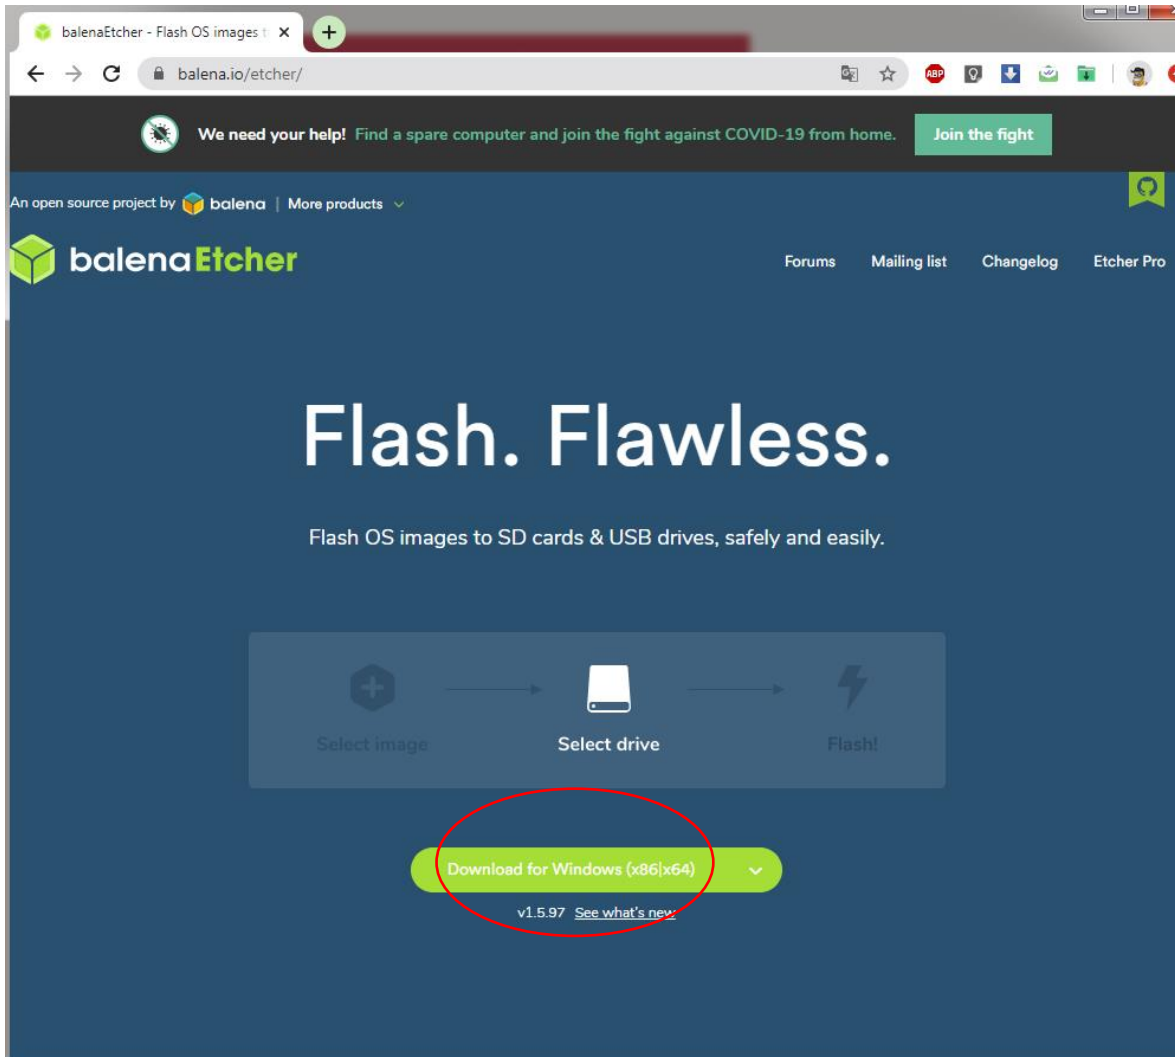 balenaEtcher - Flash OS images t
balena.io/etcher/
ABP
We need your help! Find a spare computer and join the fight against COVID-19 from home. Join the fight
An open source project by balena | More products
balenaEtcher
Forums Mailing list Changelog Etcher Pro
Flash. Flawless.
Flash OS images to SD cards & USB drives, safely and easily.
Select image Select drive Flash!
Download for Windows (x86|x64)
v1.5.97 See what's new